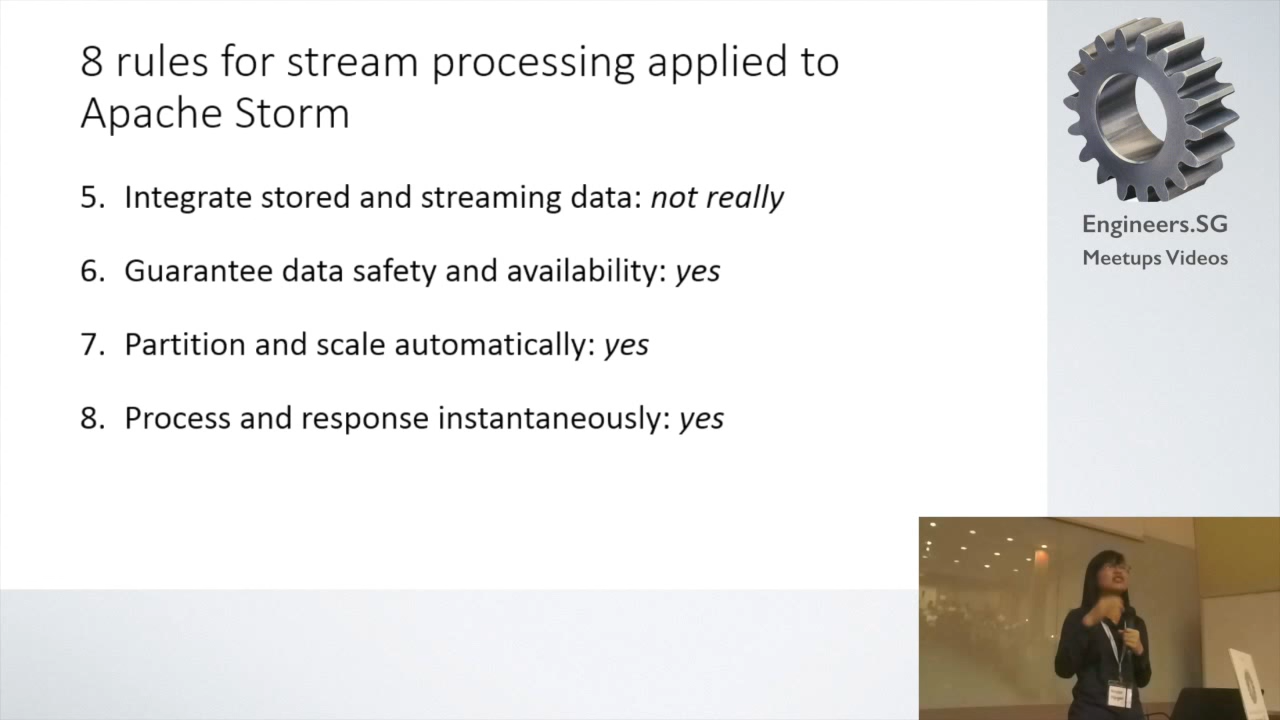 8 rules for stream processing applied to
Apache Storm
5. Integrate stored and streaming data: not really
6. Guarantee data safety and availability: yes
7. Partition and scale automatically: yes
8. Process and response instantaneously: yes
Engineers.SG
Meetups Videos